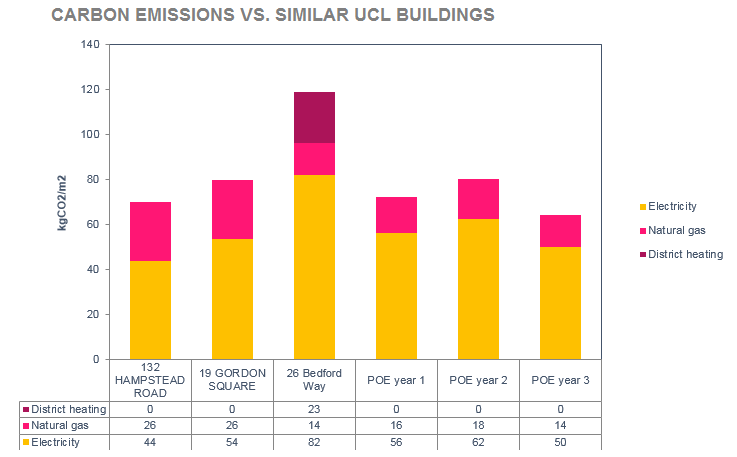 CARBON EMISSIONS VS. SIMILAR UCL BUILDINGS
140
120
100
80
60
40
20
0
kgCO2/m2
Electricity
Natural gas
District heating
132 HAMPSTEAD ROAD
19 GORDON SQUARE
26 Bedford Way
POE year 1
POE year 2
POE year 3
District heating 0 0 23 0 0 0
Natural gas 26 26 14 16 18 14
Electricity 44 54 82 56 62 50